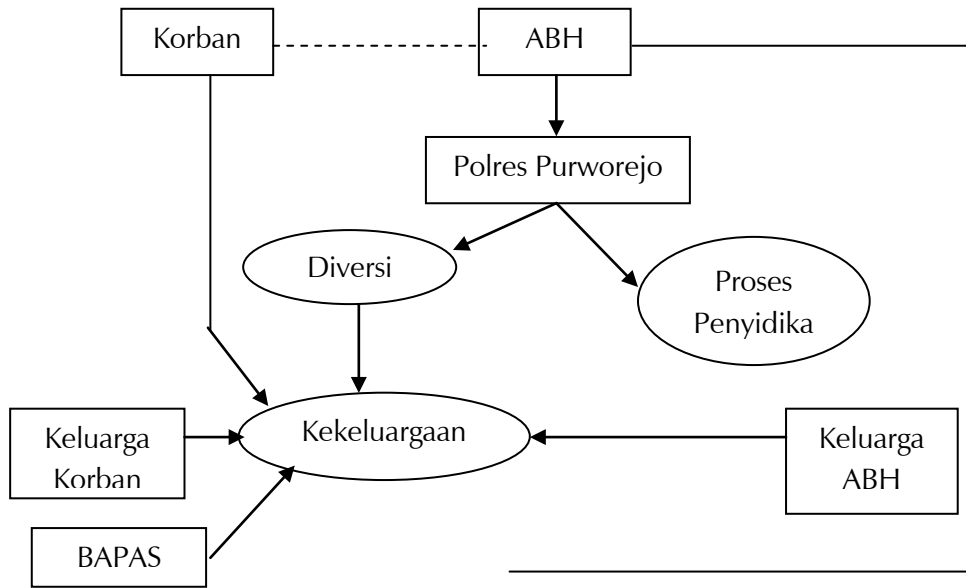 Korban
ABH
Polres Purworejo
Diversi
Proses
Penyidika
Kekeluargaan
Keluarga
Korban
Keluarga
ABH
BAPAS